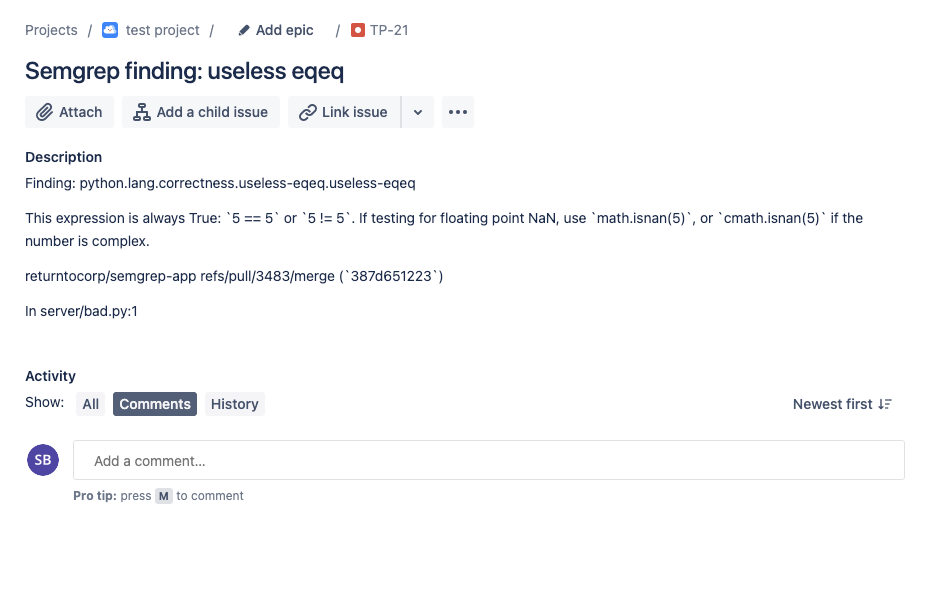 Projects / test project / Add epic / TP-21
Semgrep finding: useless eqeq
Attach Add a child issue Link issue
Description
Finding: python.lang.correctness.useless-eqeq.useless-eqeq
This expression is always True: `5 == 5` or `5 != 5`. If testing for floating point NaN, use `math.isnan(5)`, or `cmath.isnan(5)` if the
number is complex.
returntocorp/semgrep-app refs/pull/3483/merge (`387d651223`)
In server/bad.py:1
Activity
Show: All Comments History Newest first
SB Add a comment...
Pro tip: press M to comment